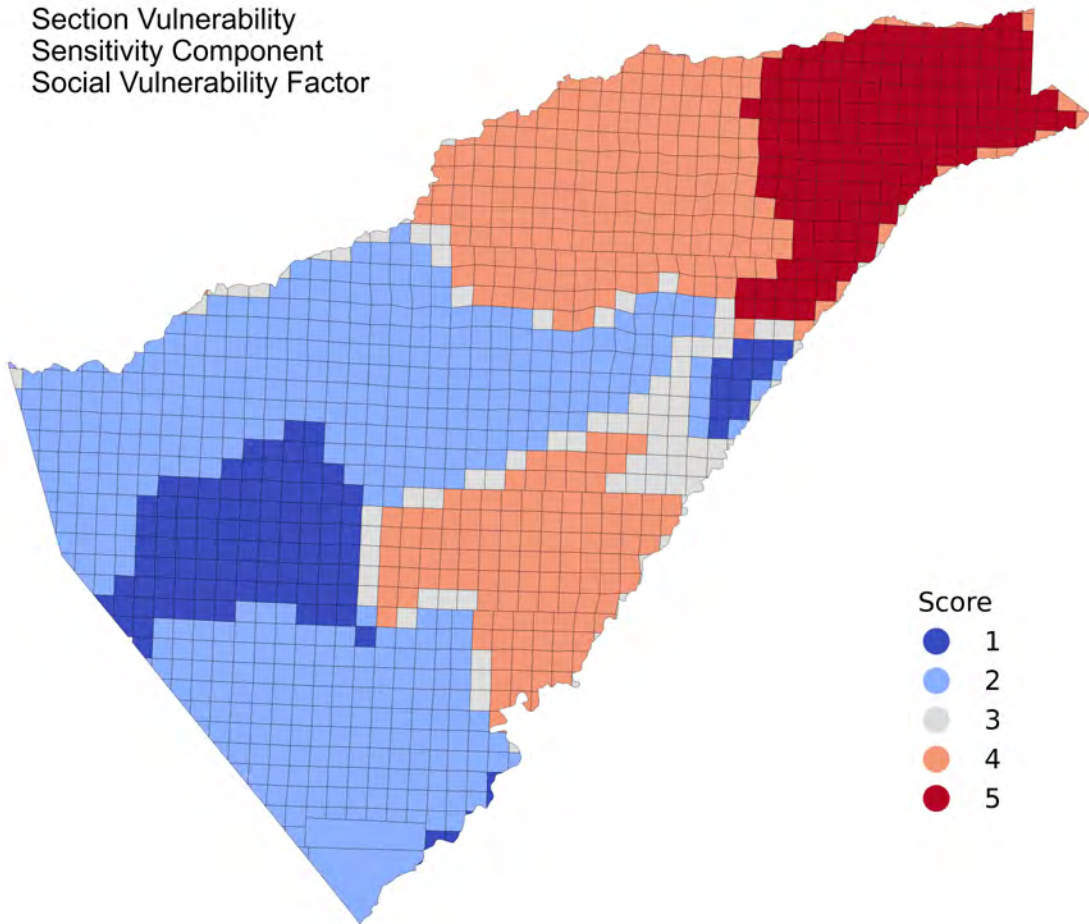 Section Vulnerability
Sensitivity Component
Social Vulnerability Factor
Score
1
2
3
4
5